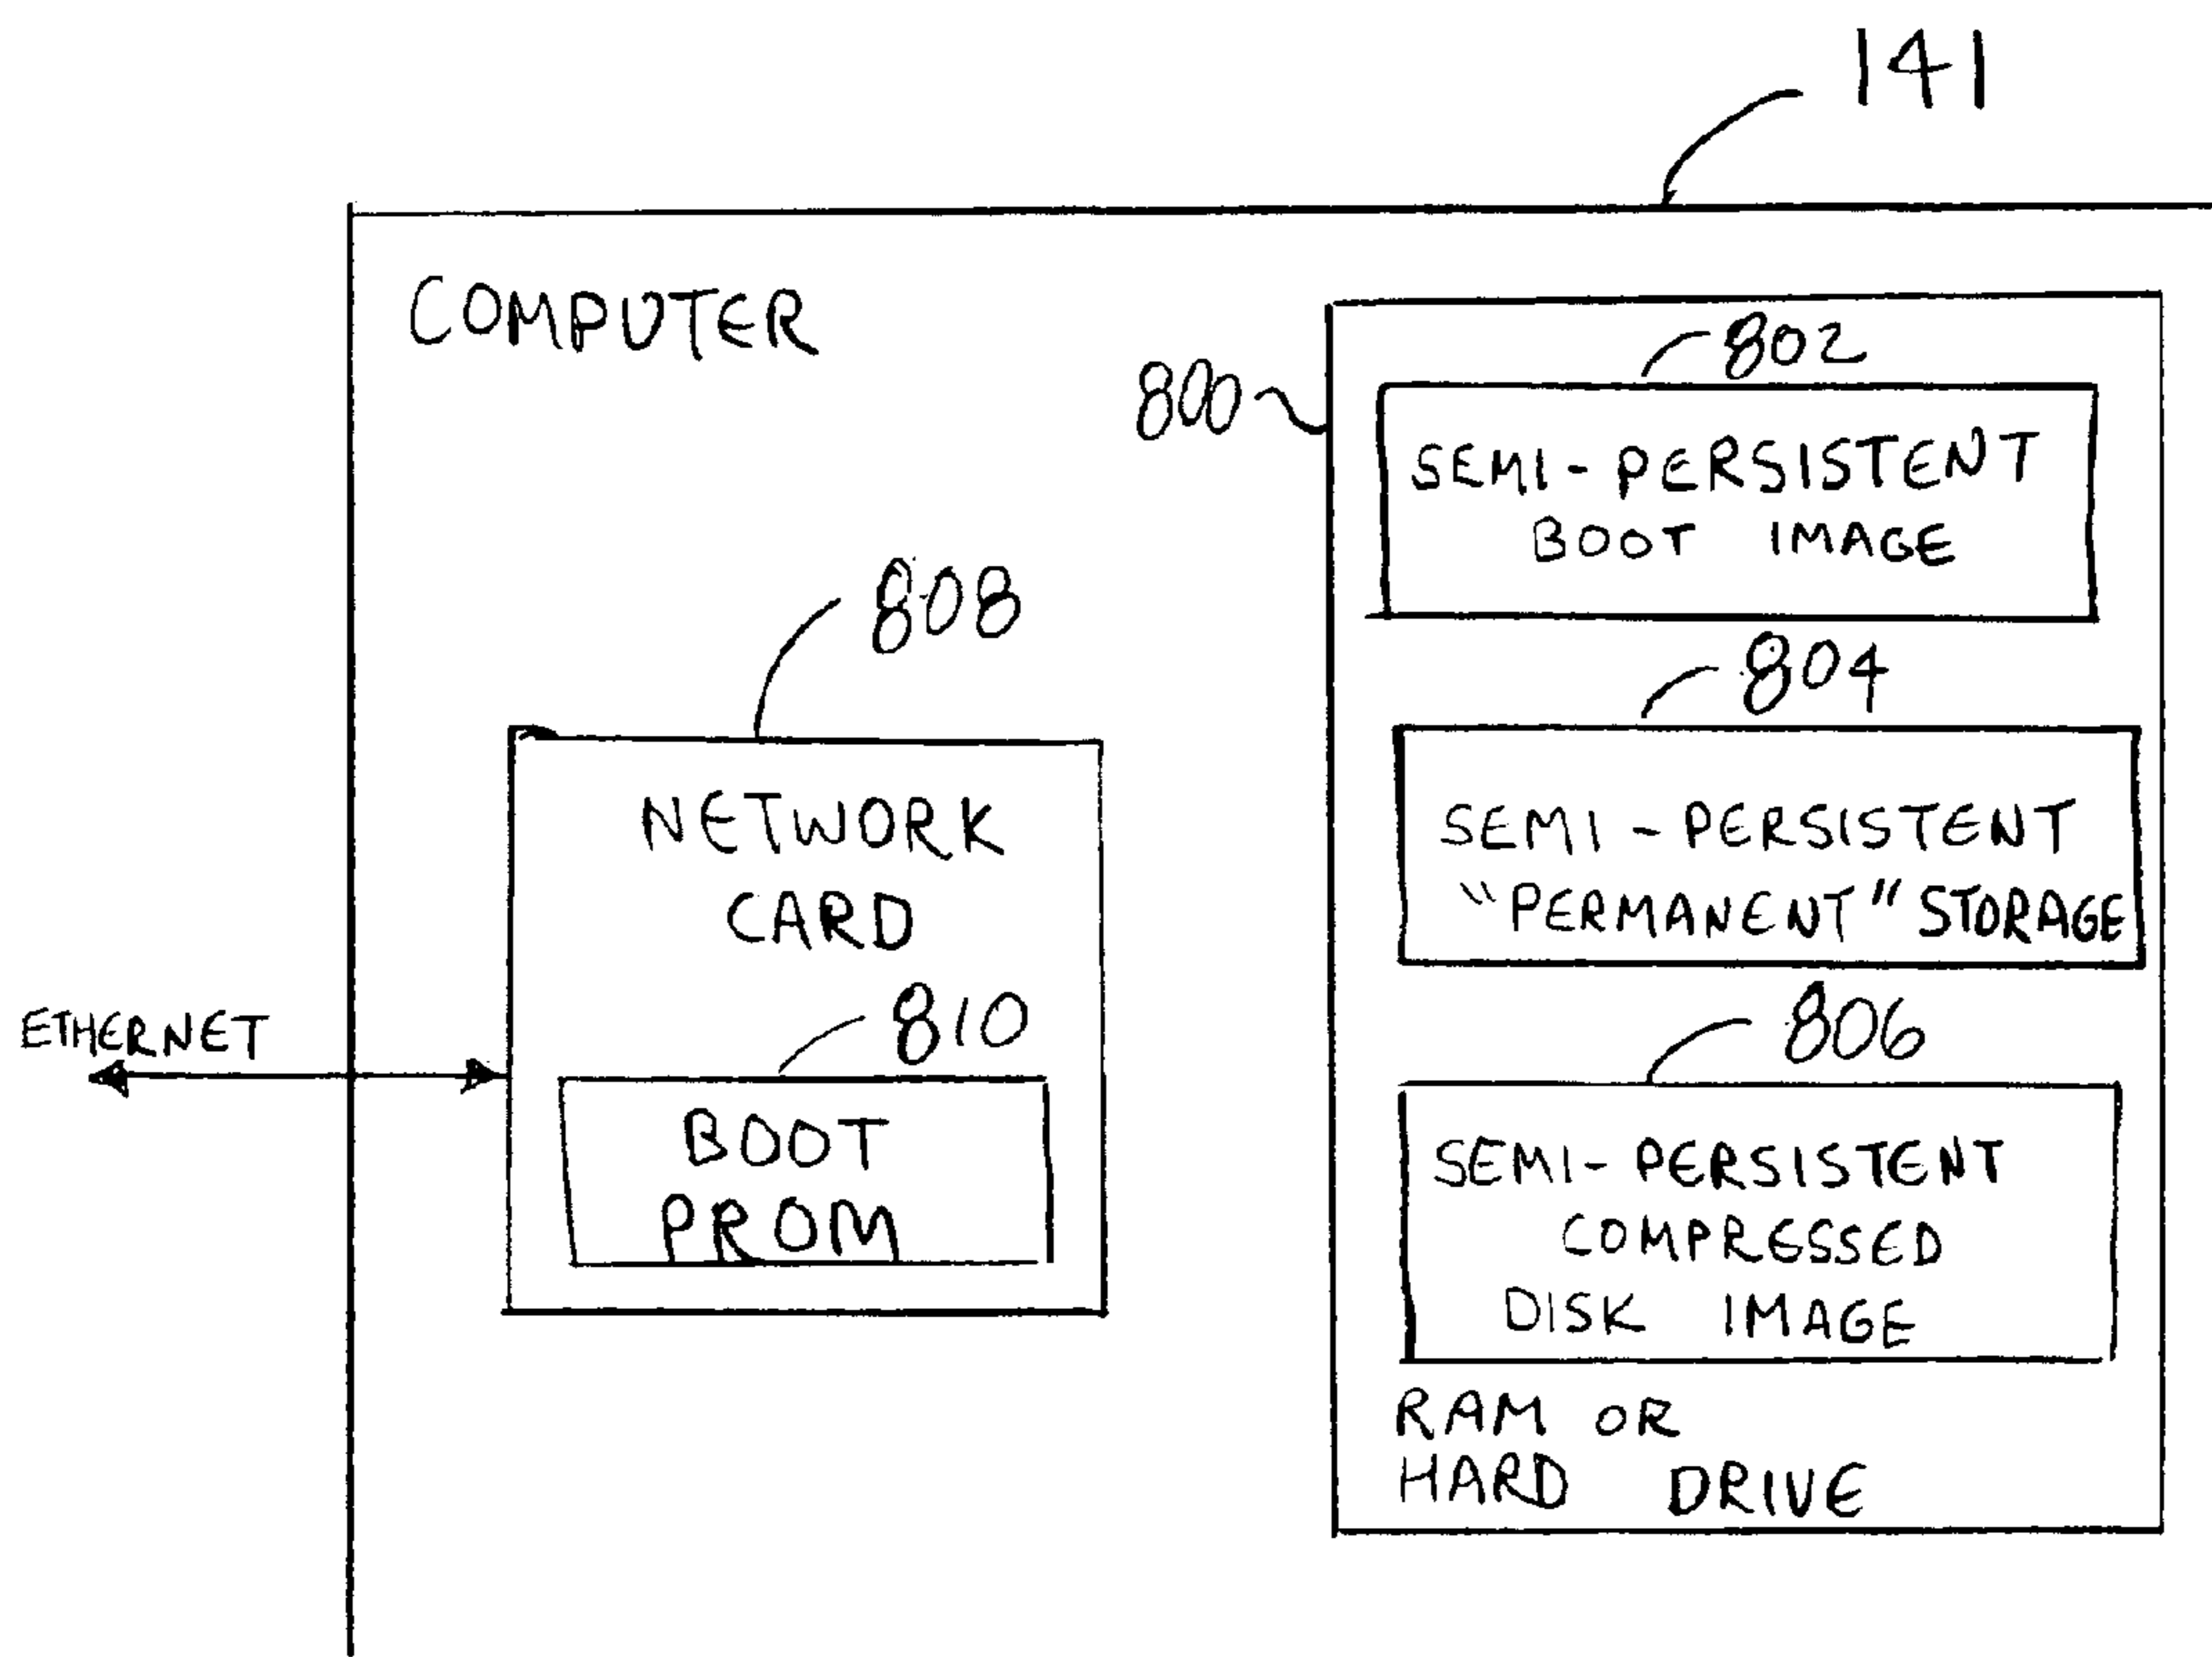 141
COMPUTER
800
802
SEMI-PERSISTENT
BOOT IMAGE
808
804
NETWORK
CARD
SEMI-PERSISTENT
"PERMANENT" STORAGE
ETHERNET
810
BOOT
PROM
806
SEMI-PERSISTENT
COMPRESSED
DISK IMAGE
RAM OR
HARD DRIVE